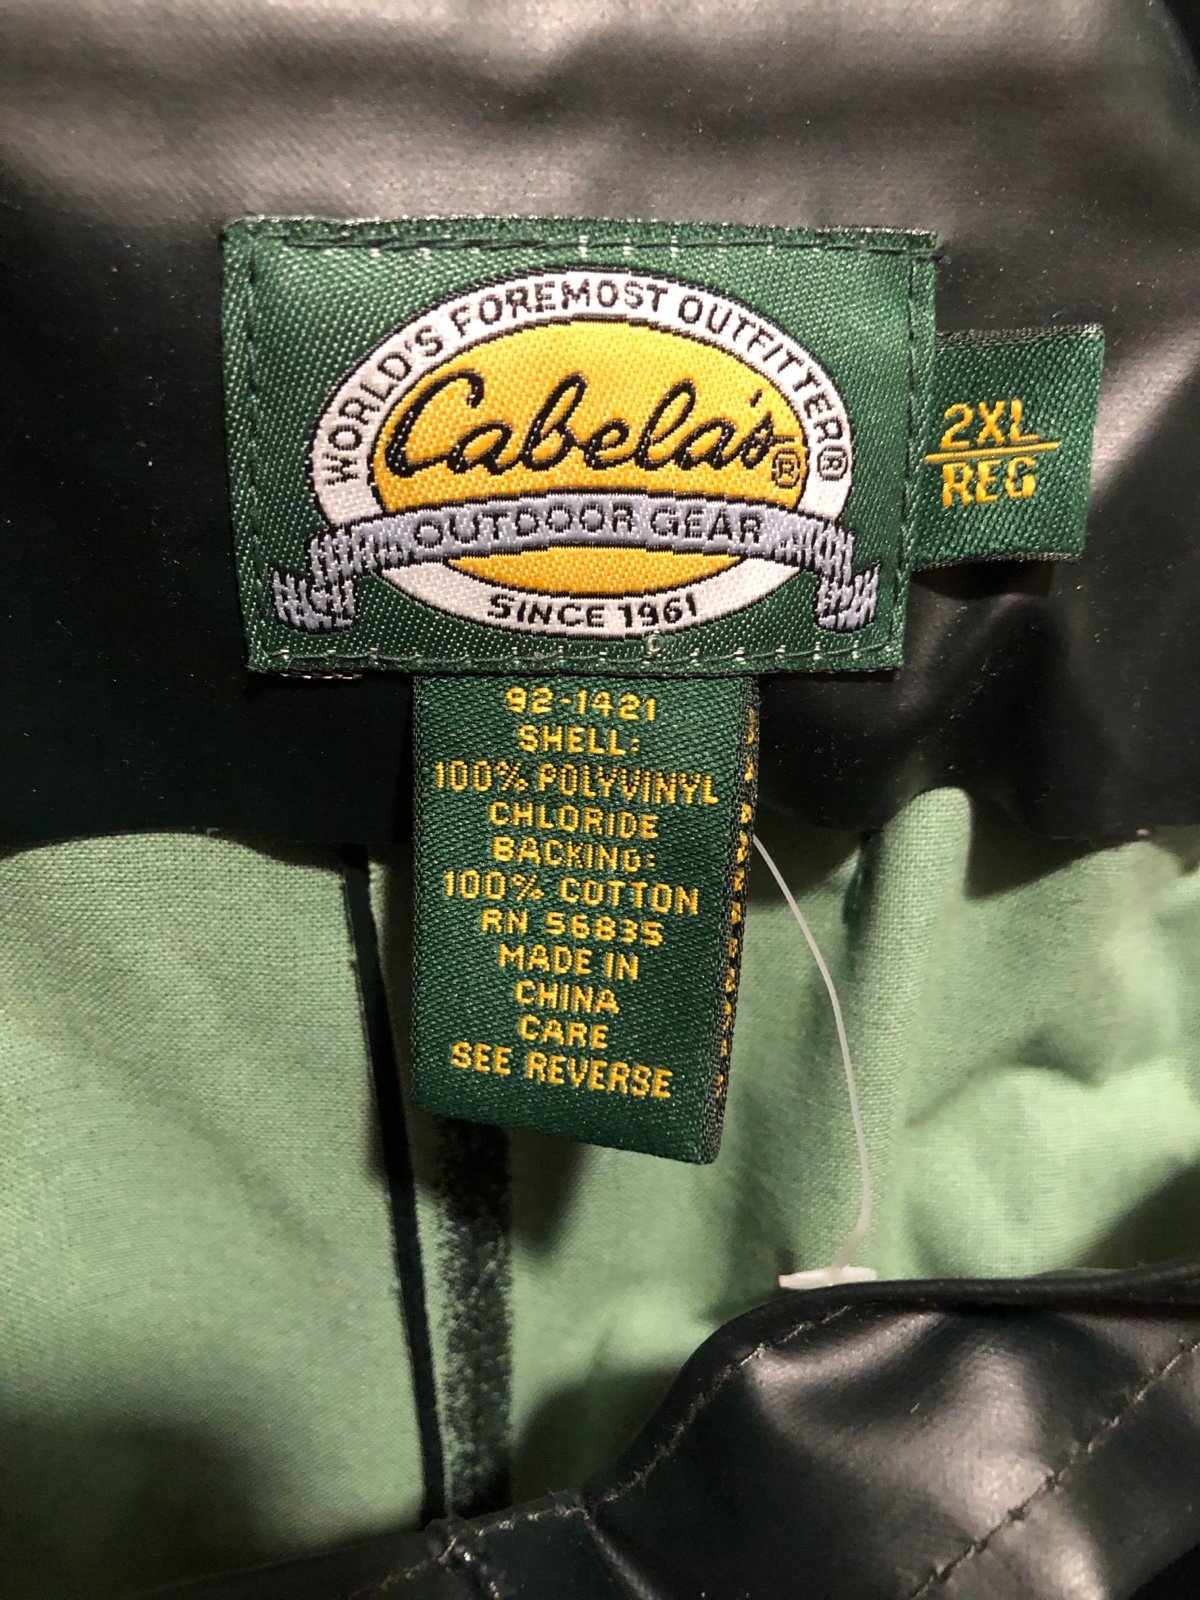 WORLD'S FOREMOST OUTFITTER®
Cabela's®
OUTDOOR GEAR
SINCE 1961
2XL
REG
92-1421
SHELL:
100% POLYVINYL
CHLORIDE
BACKING:
100% COTTON
RN 56835
MADE IN
CHINA
CARE
SEE REVERSE